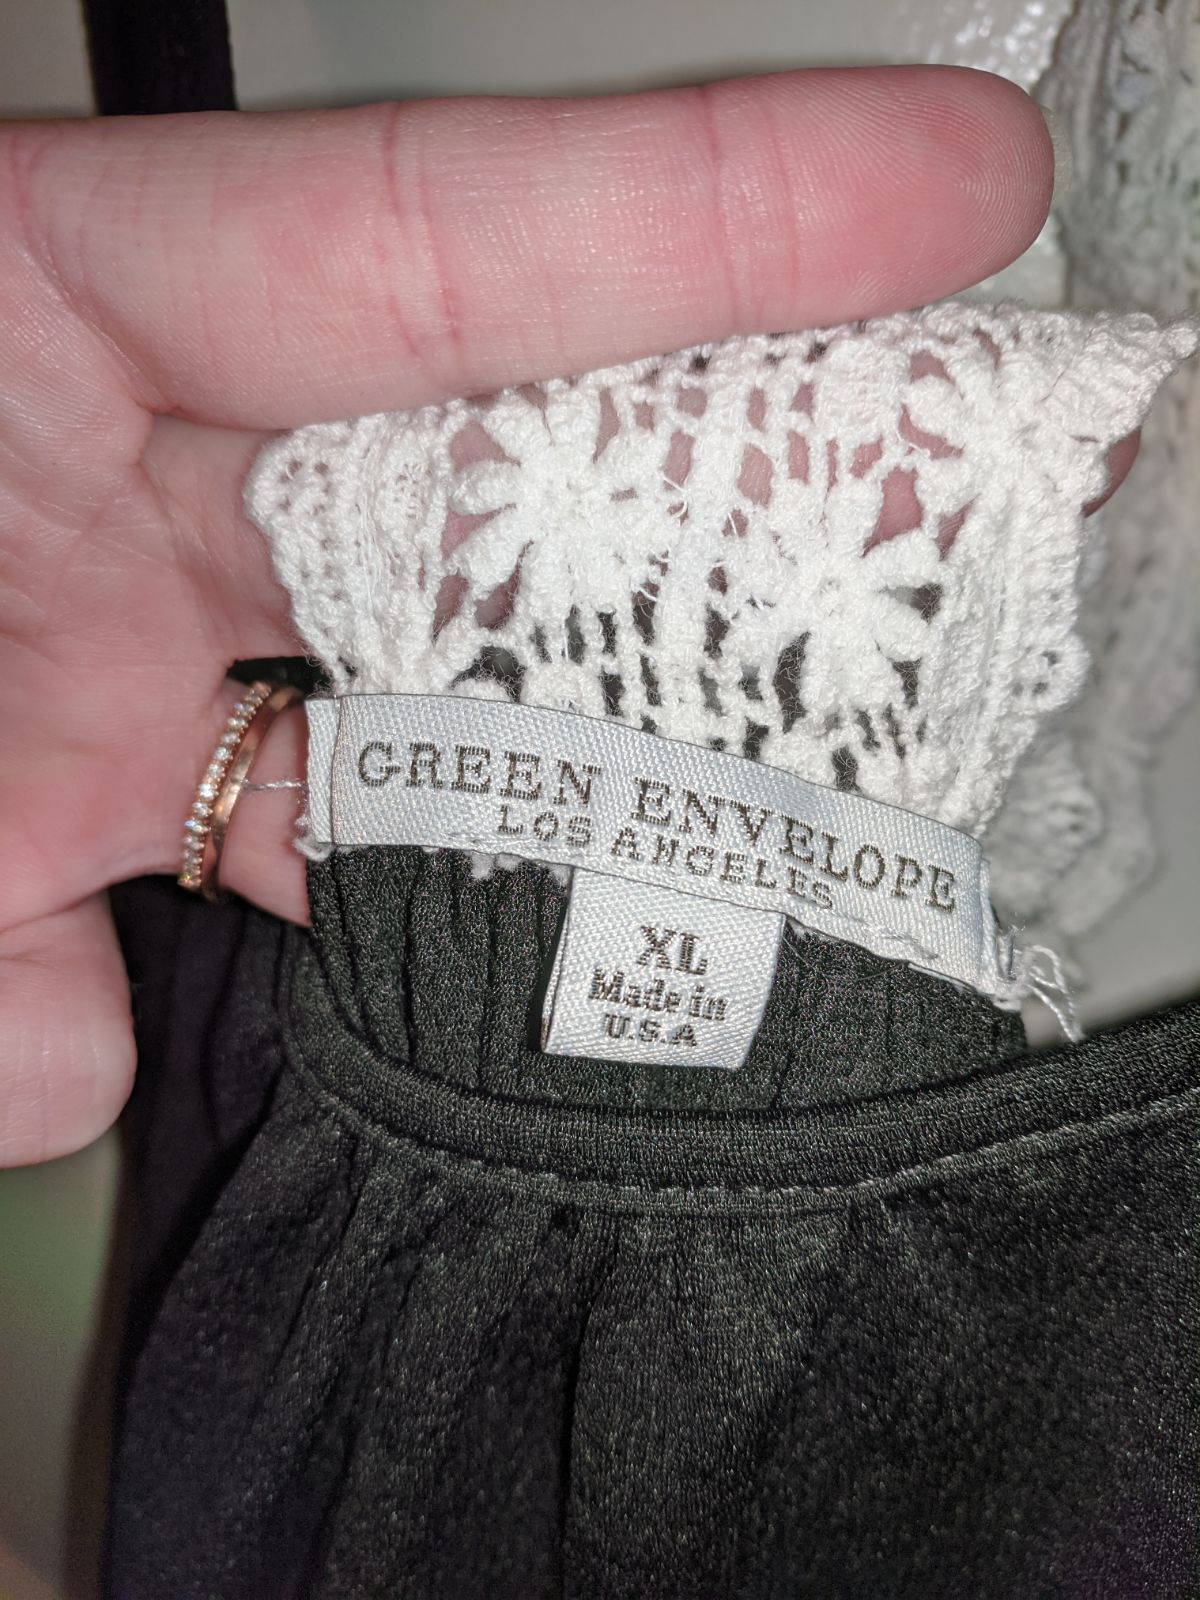 GREEN ENVELOPE
LOS ANGELES
XL
Made in
U.S.A